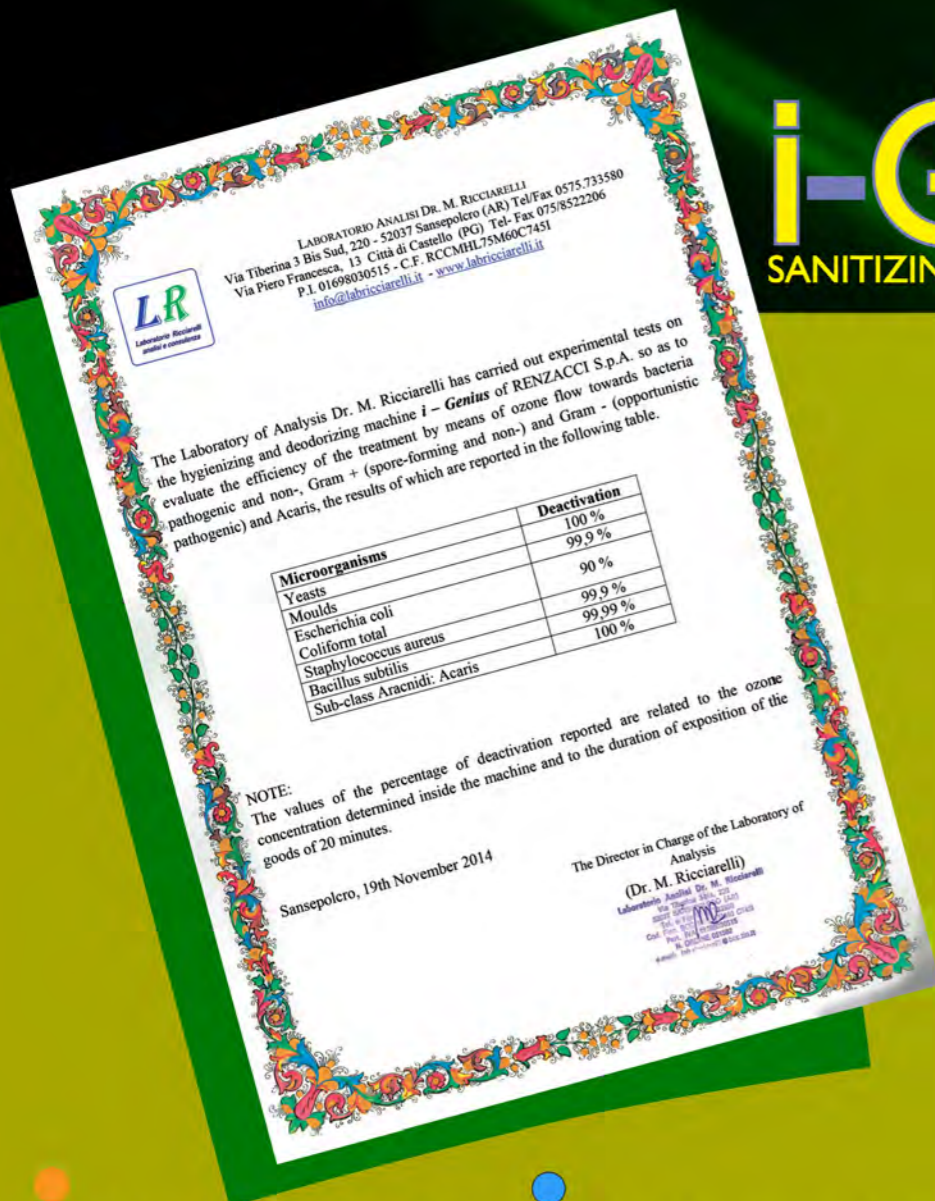 i-G
SANITIZIN
LABORATORIO ANALISI DR. M. RICCIARELLI
Via Tiberina 3 Bis Sud, 220 - 52037 Sansepolcro (AR) Tel/Fax 0575.733580
Via Piero Francesca, 13 Città di Castello (PG) Tel- Fax 075/8522206
P.I. 01698030515 - C.F. RCCMHL75M60C745I
info@labricciarelli.it - www.labricciarelli.it
LR
Laboratorio Ricciarelli
analisi e consulenza
The Laboratory of Analysis Dr. M. Ricciarelli has carried out experimental tests on
the hygienizing and deodorizing machine i – Genius of RENZACCI S.p.A. so as to
evaluate the efficiency of the treatment by means of ozone flow towards bacteria
pathogenic and non-, Gram + (spore-forming and non-) and Gram - (opportunistic
pathogenic) and Acaris, the results of which are reported in the following table.
Microorganisms Deactivation
Yeasts 100 %
Moulds 99,9 %
Escherichia coli
Coliform total 90 %
Staphylococcus aureus 99,9 %
Bacillus subtilis 99,99 %
Sub-class Aracnidi: Acaris 100 %
NOTE:
The values of the percentage of deactivation reported are related to the ozone
concentration determined inside the machine and to the duration of exposition of the
goods of 20 minutes.
Sansepolcro, 19th November 2014
The Director in Charge of the Laboratory of
Analysis
(Dr. M. Ricciarelli)
Laboratorio Analisi Dr. M. Ricciarelli